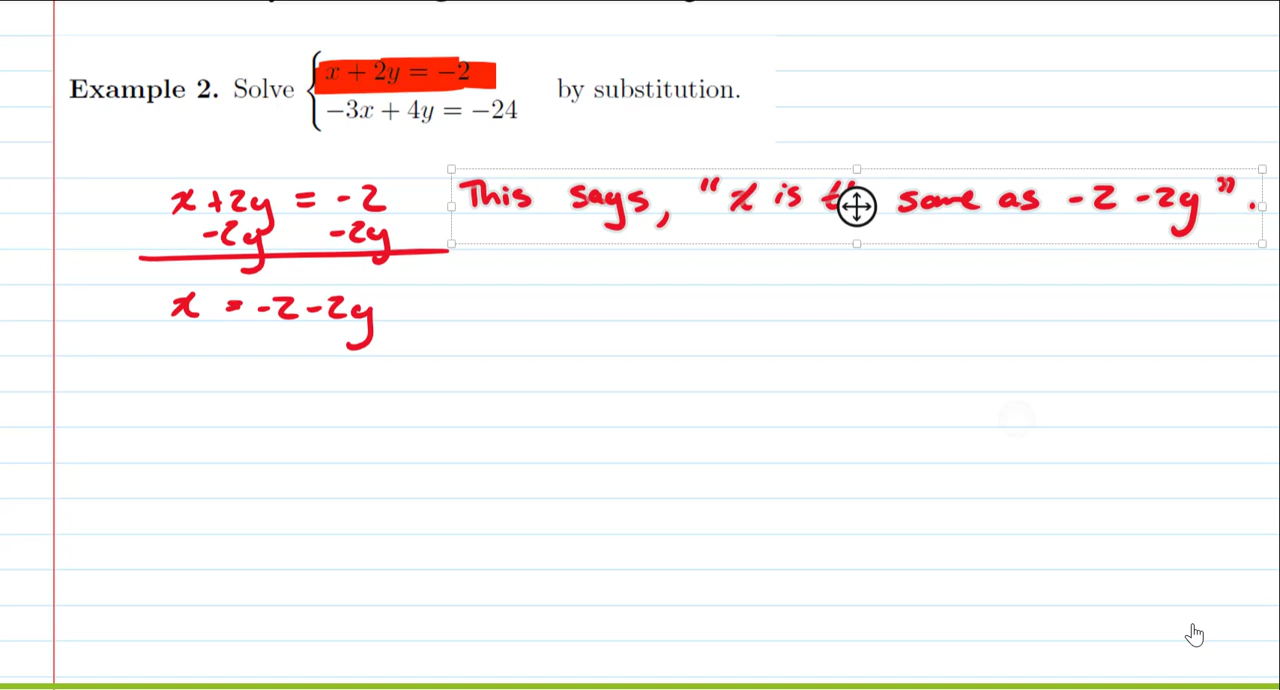 Example 2. Solve { x + 2y = −2
−3x + 4y = −24 by substitution.
x + 2y = -2
-2y -2y
x = -2 - 2y
This says, "x is same as -2 -2y".